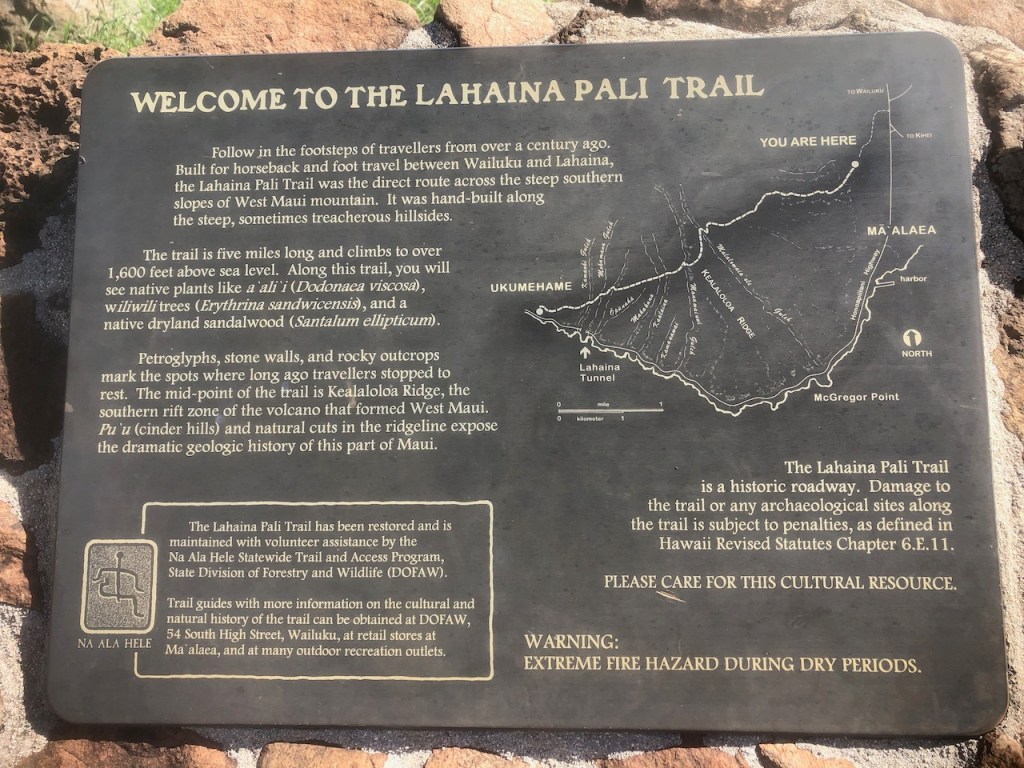 WELCOME TO THE LAHAINA PALI TRAIL
Follow in the footsteps of travellers from over a century ago.
Built for horseback and foot travel between Wailuku and Lahaina,
the Lahaina Pali Trail was the direct route across the steep southern
slopes of West Maui mountain. It was hand-built along
the steep, sometimes treacherous hillsides.
The trail is five miles long and climbs to over
1,600 feet above sea level. Along this trail, you will
see native plants like a`ali`i (Dodonaea viscosa),
wiliwili trees (Erythrina sandwicensis), and a
native dryland sandalwood (Santalum ellipticum).
Petroglyphs, stone walls, and rocky outcrops
mark the spots where long ago travellers stopped to
rest. The mid-point of the trail is Kealaloloa Ridge, the
southern rift zone of the volcano that formed West Maui.
Pu`u (cinder hills) and natural cuts in the ridgeline expose
the dramatic geologic history of this part of Maui.
The Lahaina Pali Trail has been restored and is
maintained with volunteer assistance by the
Na Ala Hele Statewide Trail and Access Program,
State Division of Forestry and Wildlife (DOFAW).
Trail guides with more information on the cultural and
natural history of the trail can be obtained at DOFAW,
54 South High Street, Wailuku, at retail stores at
Ma`alaea, and at many outdoor recreation outlets.
NA ALA HELE
TO WAILUKU
TO KIHEI
YOU ARE HERE
MA`ALAEA
harbor
Honoapiilani Highway
NORTH
UKUMEHAME
Manawainui Gulch
KEALALOLOA RIDGE
Lahaina
Tunnel
McGregor Point
0 mile 1
0 kilometer 1
The Lahaina Pali Trail
is a historic roadway. Damage to
the trail or any archaeological sites along
the trail is subject to penalties, as defined in
Hawaii Revised Statutes Chapter 6.E.11.
PLEASE CARE FOR THIS CULTURAL RESOURCE.
WARNING:
EXTREME FIRE HAZARD DURING DRY PERIODS.